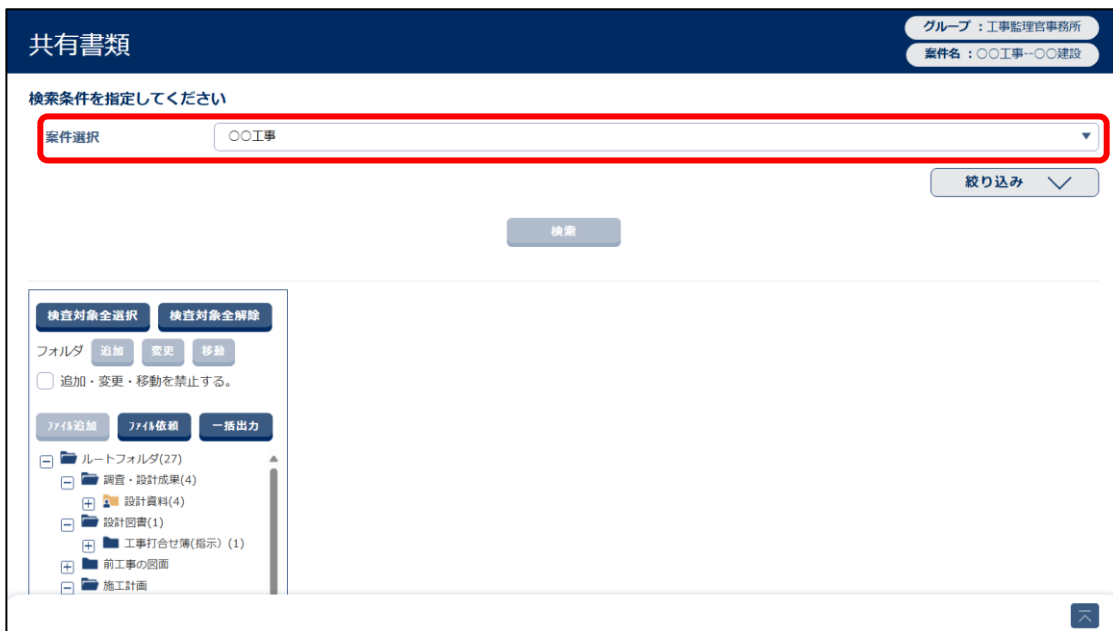 共有書類
グループ ：工事監理官事務所
案件名 ：〇〇工事--〇〇建設
検索条件を指定してください
案件選択
〇〇工事
絞り込み
検索
検査対象全選択
検査対象全解除
フォルダ
追加
変更
移動
追加・変更・移動を禁止する。
ﾌｧｲﾙ追加
ﾌｧｲﾙ依頼
一括出力
ルートフォルダ(27)
調査・設計成果(4)
設計資料(4)
設計図書(1)
工事打合せ簿(指示）(1)
前工事の図面
施工計画